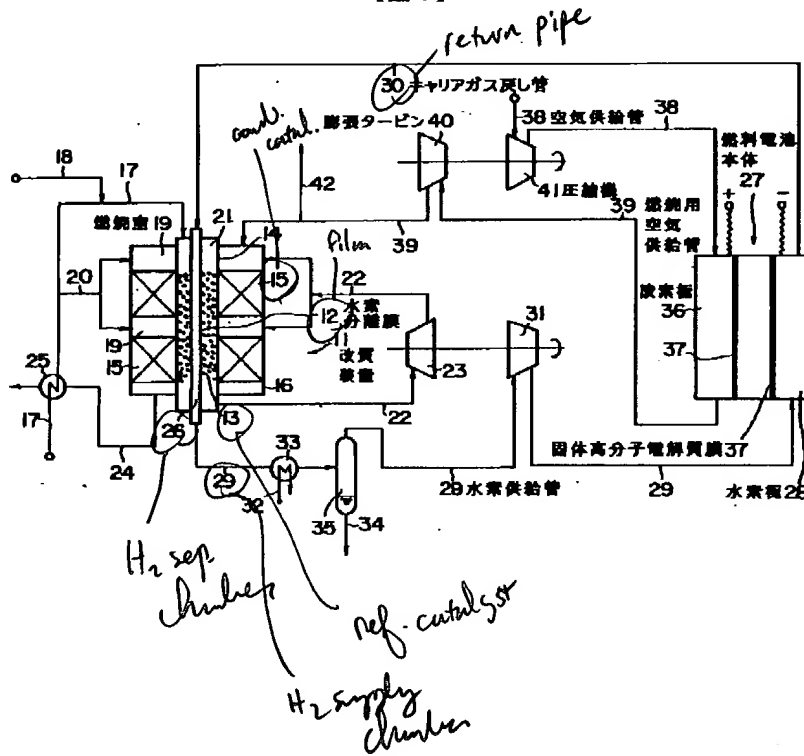 return pipe
30 キャリアガス戻し管
cond.
catal.
膨張タービン 40
38 空気供給管
38
燃料電池
本体
27
18
17
42
41 圧縮機
+
−
燃焼室 19
21
14
39
39 燃焼用
空気
供給管
film
酸素極
36
20
15
22
水素
分離膜
12
31
37
19
11
改質
装置
15
16
23
25
26
13
22
17
24
33
固体高分子電解質膜 37
29
32
35
34
29 水素供給管
29
水素極 28
H₂ sep.
chamber
ref. catalyst
H₂ supply
chamber